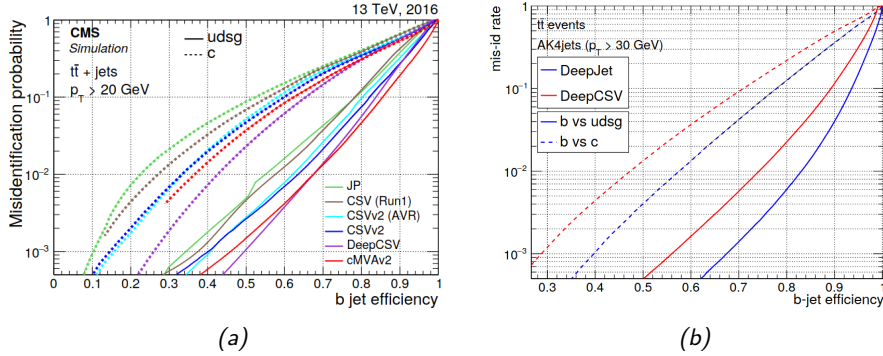 13 TeV, 2016
CMS
Simulation
tt̄ + jets
p_T > 20 GeV
udsg
c
Misidentification probability
1
10⁻¹
10⁻²
10⁻³
JP
CSV (Run1)
CSVv2 (AVR)
CSVv2
DeepCSV
cMVAv2
0 0.1 0.2 0.3 0.4 0.5 0.6 0.7 0.8 0.9 1
b jet efficiency
(a)
mis-id rate
1
10⁻¹
10⁻²
10⁻³
tt̄ events
AK4jets (p_T > 30 GeV)
DeepJet
DeepCSV
b vs udsg
b vs c
0.3 0.4 0.5 0.6 0.7 0.8 0.9 1
b-jet efficiency
(b)